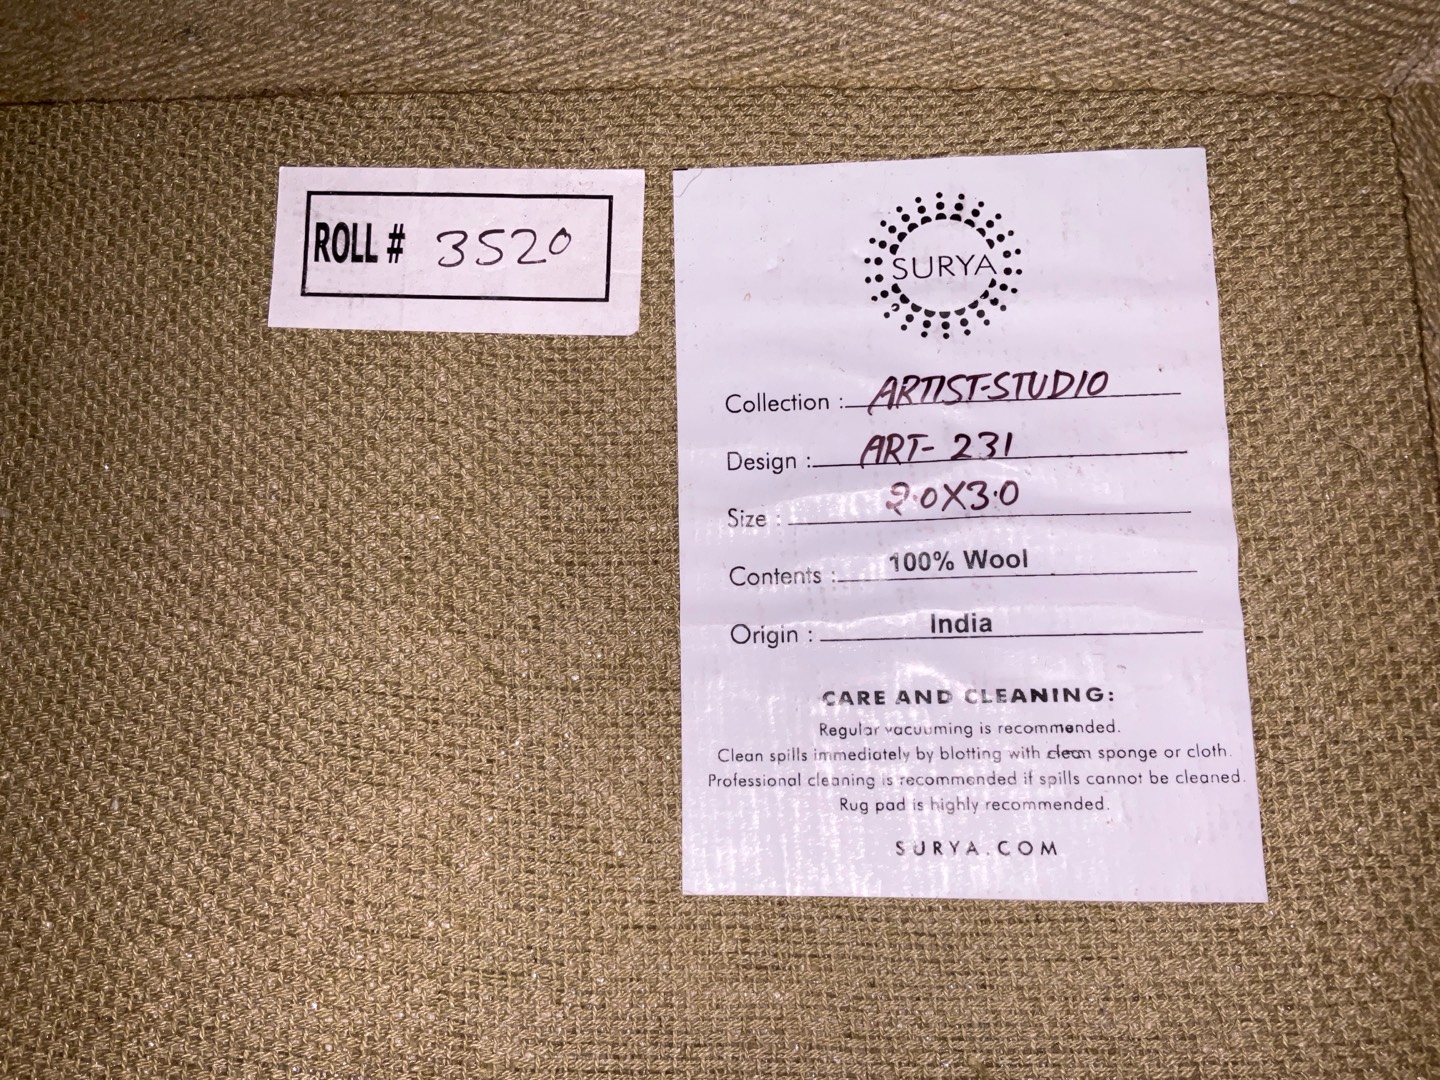 ROLL # 3520
SURYA
Collection : ARTIST-STUDIO
Design : ART- 231
Size : 2.0X3.0
Contents : 100% Wool
Origin : India
CARE AND CLEANING:
Regular vacuuming is recommended.
Clean spills immediately by blotting with clean sponge or cloth.
Professional cleaning is recommended if spills cannot be cleaned.
Rug pad is highly recommended.
SURYA.COM